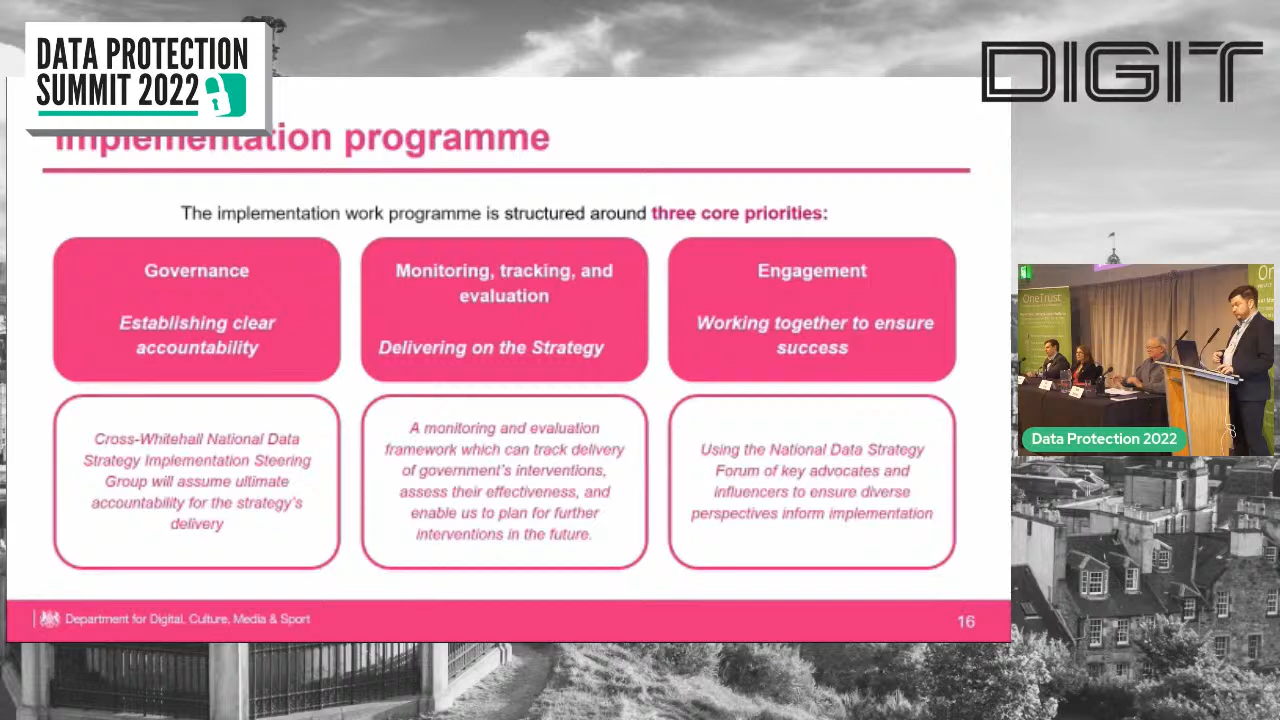 DATA PROTECTION
SUMMIT 2022
DIGIT
Implementation programme
The implementation work programme is structured around three core priorities:
Governance
Establishing clear
accountability
Monitoring, tracking, and
evaluation
Delivering on the Strategy
Engagement
Working together to ensure
success
Cross-Whitehall National Data
Strategy Implementation Steering
Group will assume ultimate
accountability for the strategy's
delivery
A monitoring and evaluation
framework which can track delivery
of government's interventions,
assess their effectiveness, and
enable us to plan for further
interventions in the future.
Using the National Data Strategy
Forum of key advocates and
influencers to ensure diverse
perspectives inform implementation
OneTrust
Data Protection 2022
Department for Digital, Culture, Media & Sport
16